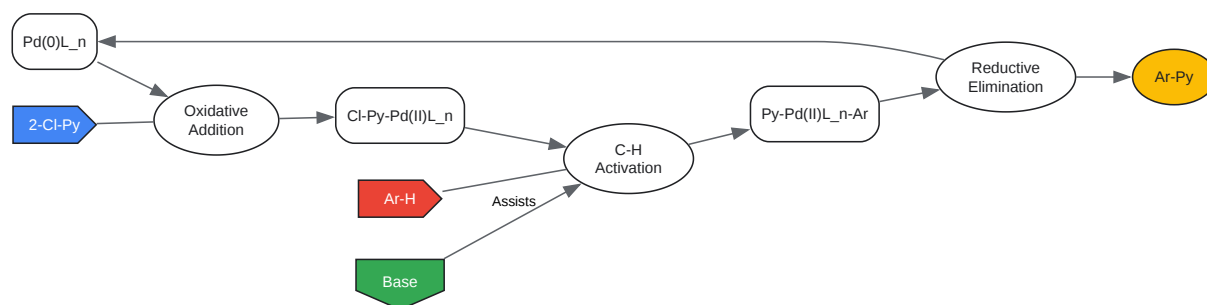 Pd(0)L_n
2-Cl-Py
Oxidative
Addition
Cl-Py-Pd(II)L_n
Ar-H
Assists
Base
C-H
Activation
Py-Pd(II)L_n-Ar
Reductive
Elimination
Ar-Py